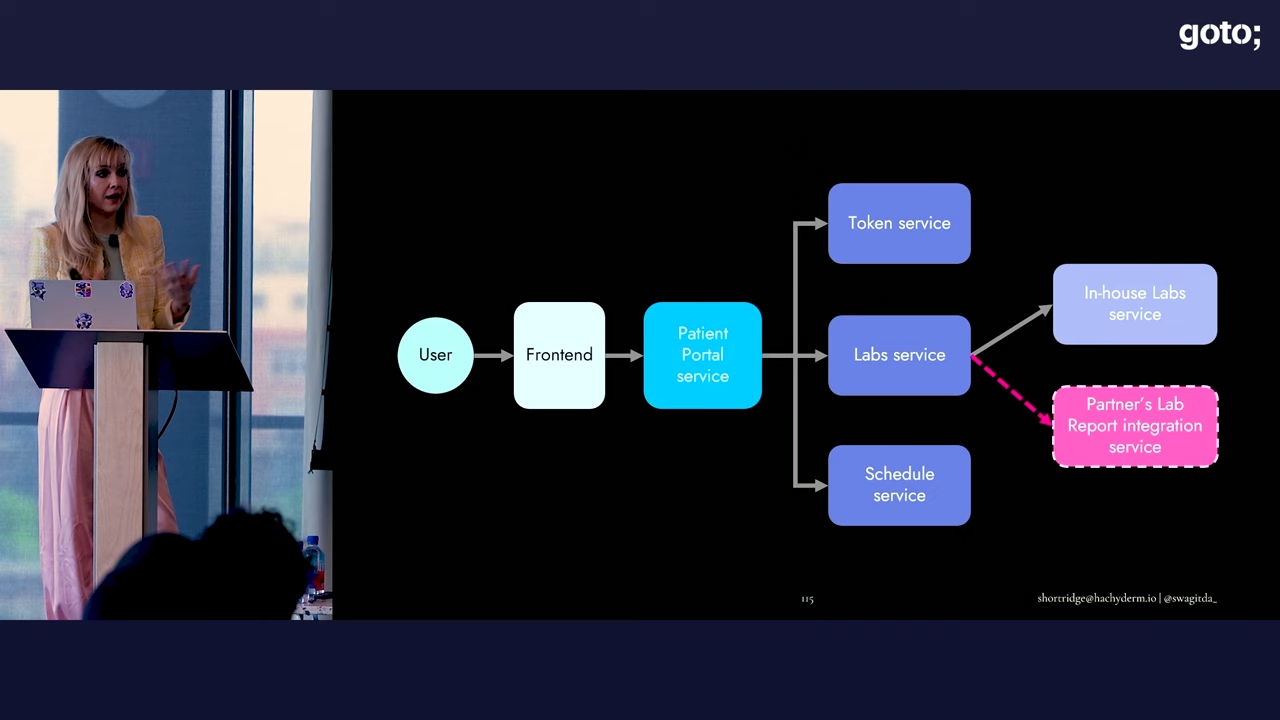 goto;
Token service
In-house Labs
service
Patient
Portal
service
User
Frontend
Labs service
Partner's Lab
Report integration
service
Schedule
service
115
shortridge@hachyderm.io | @swagitda_